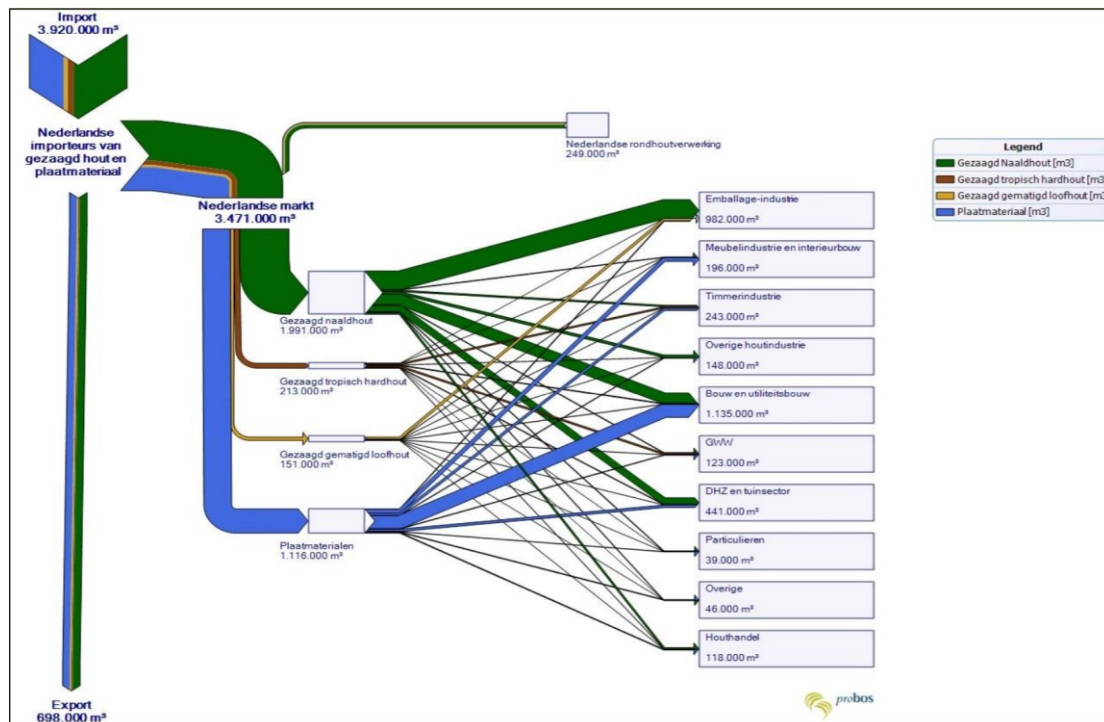 Import
3.920.000 m³
Nederlandse
importeurs van
gezaagd hout en
plaatmateriaal
Nederlandse rondhoutverwerking
249.000 m³
Legend
Gezaagd Naaldhout [m3]
Gezaagd tropisch hardhout [m3
Gezaagd gematigd loofhout [m3
Plaatmateriaal [m3]
Nederlandse markt
3.471.000 m³
Gezaagd naaldhout
1.991.000 m³
Gezaagd tropisch hardhout
213.000 m³
Gezaagd gematigd loofhout
151.000 m³
Plaatmaterialen
1.116.000 m³
Emballage-industrie
982.000 m³
Meubelindustrie en interieurbouw
196.000 m³
Timmerindustrie
243.000 m³
Overige houtindustrie
148.000 m³
Bouw en utiliteitsbouw
1.135.000 m³
GWW
123.000 m³
DHZ en tuinsector
441.000 m³
Particulieren
39.000 m³
Overige
46.000 m³
Houthandel
118.000 m³
Export
698.000 m³
probos